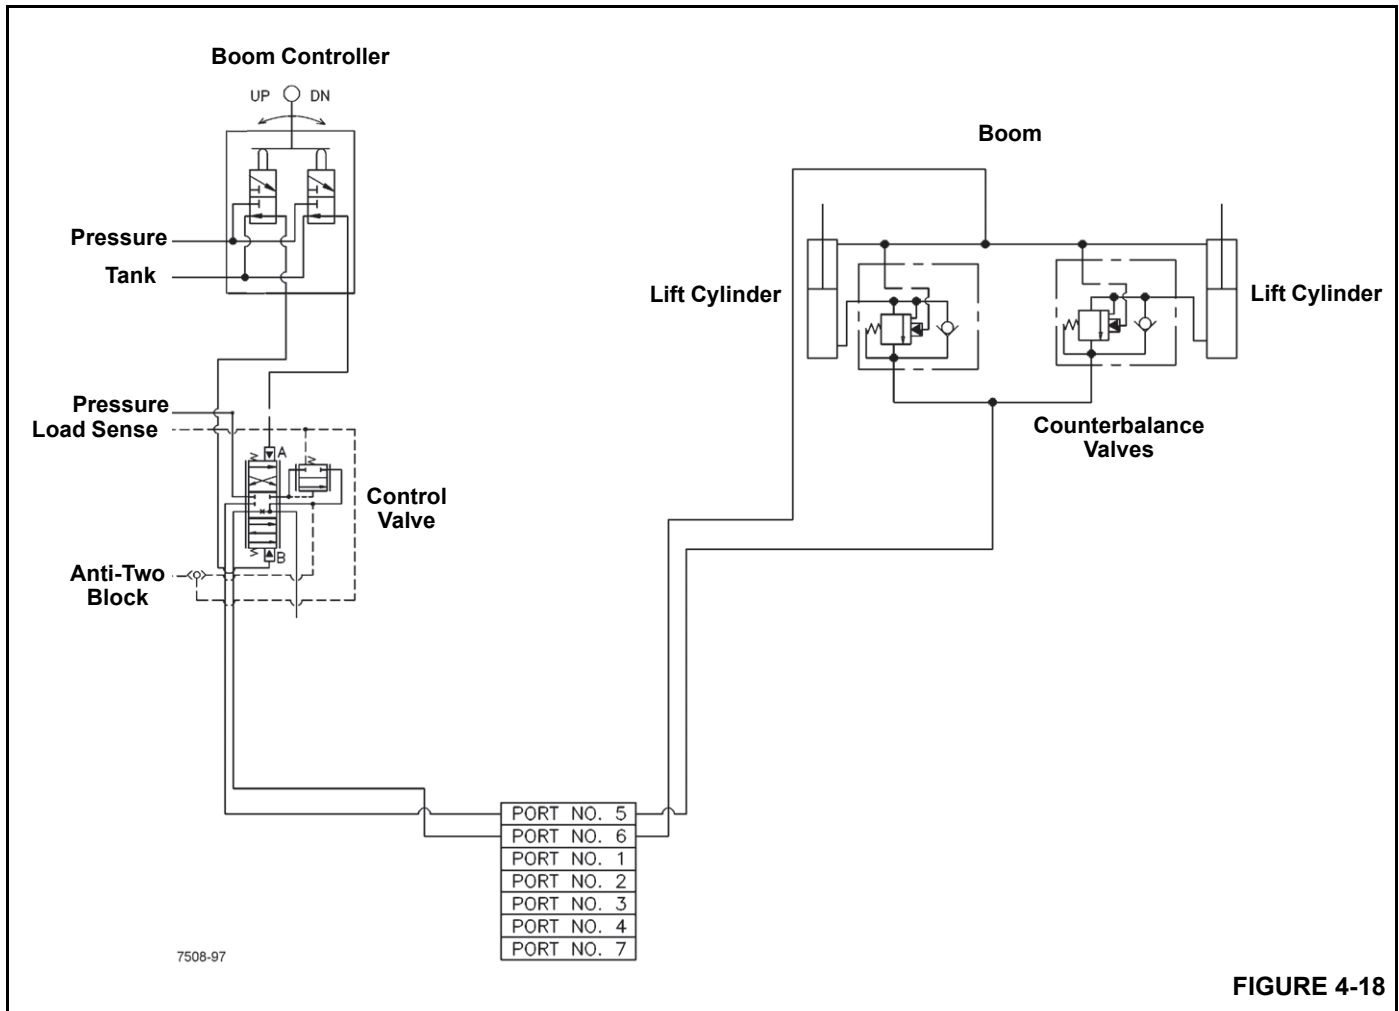 Boom Controller
UP DN
Boom
Pressure
Tank
Lift Cylinder
Lift Cylinder
Pressure
Load Sense
A
Control
Valve
Counterbalance
Valves
B
Anti-Two
Block
PORT NO. 5
PORT NO. 6
PORT NO. 1
PORT NO. 2
PORT NO. 3
PORT NO. 4
PORT NO. 7
7508-97
FIGURE 4-18